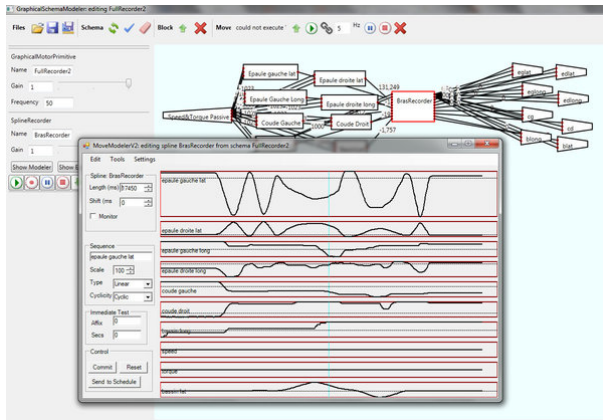 GraphicalSchemaModeler: editing FullRecorder2
Files Schema Block Move could not execute 5 Hz
GraphicalMotorPrimitive
Name FullRecorder2
Gain 1
Frequency 50
SplineRecorder
Name BrasRecorder
Gain 1
Show Modeler
Epaule gauche lat
Epaule droite lat
Epaule Gauche Long
Epaule droite long
Coude Gauche
Coude Droit
Speed&Torque Passive
131,249
-1,757
BrasRecorder
eglat
edlat
eglong
edlong
cg
cd
blong
blat
MoveModelerV2: editing spline BrasRecorder from schema FullRecorder2
Edit Tools Settings
Spline: BrasRecorder
Length (ms) 37450
Shift (ms) 0
Monitor
Sequence
epaule gauche lat
Scale 100
Type Linear
Cyclicity Cyclic
Immediate Test
Affix 0
Secs 0
Control
Commit Reset
Send to Schedule
epaule gauche lat
epaule droite lat
epaule gauche long
epaule droite long
coude gauche
coude droit
bassin long
speed
torque
bassin lat